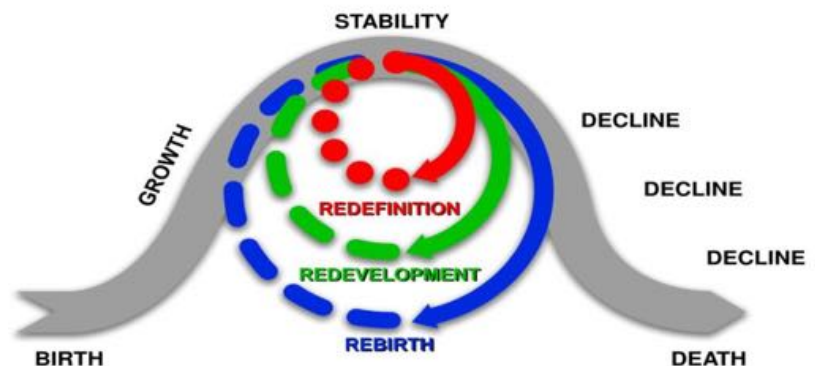 STABILITY
GROWTH
DECLINE
DECLINE
DECLINE
REDEFINITION
REDEVELOPMENT
REBIRTH
BIRTH
DEATH